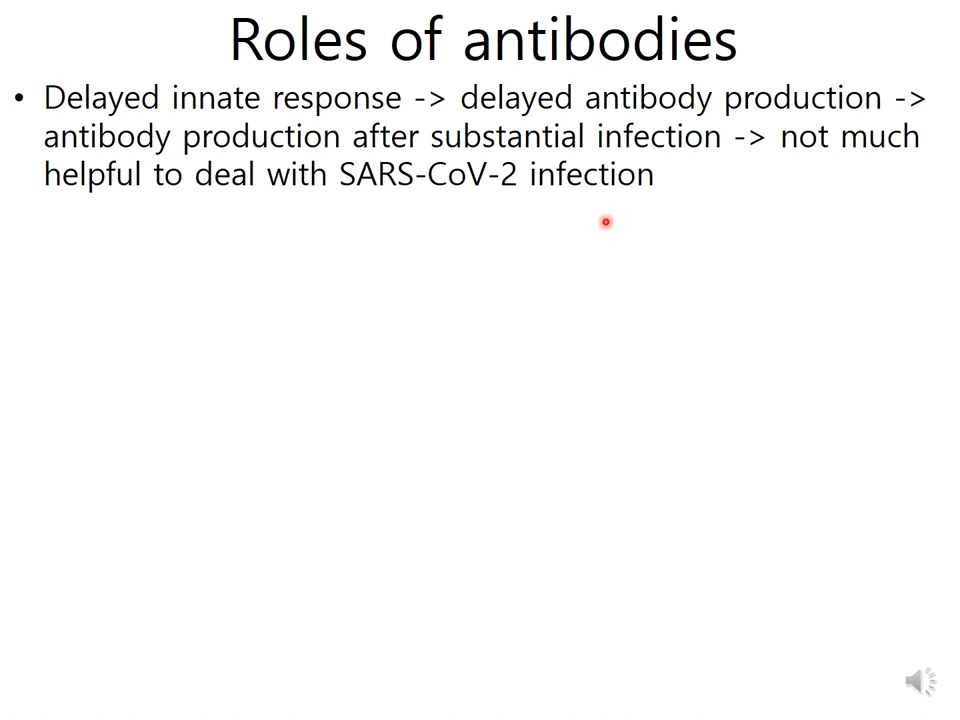 Roles of antibodies
• Delayed innate response -> delayed antibody production ->
antibody production after substantial infection -> not much
helpful to deal with SARS-CoV-2 infection